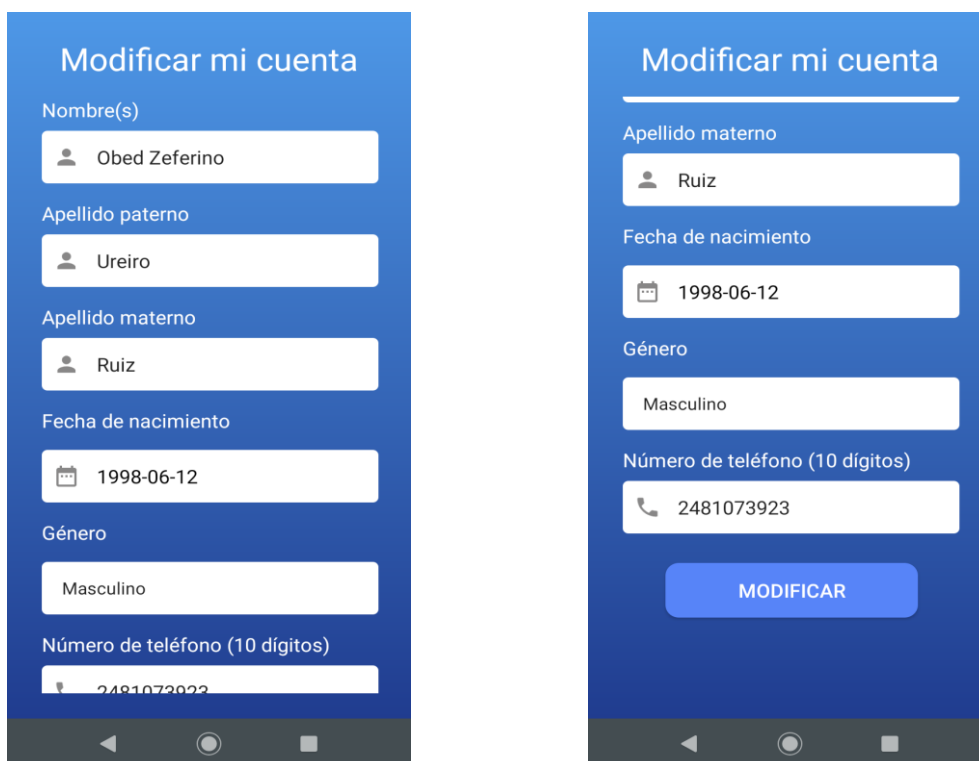 Modificar mi cuenta
Nombre(s)
Obed Zeferino
Apellido paterno
Ureiro
Apellido materno
Ruiz
Fecha de nacimiento
1998-06-12
Género
Masculino
Número de teléfono (10 dígitos)
2481073923
Modificar mi cuenta
Apellido materno
Ruiz
Fecha de nacimiento
1998-06-12
Género
Masculino
Número de teléfono (10 dígitos)
2481073923
MODIFICAR